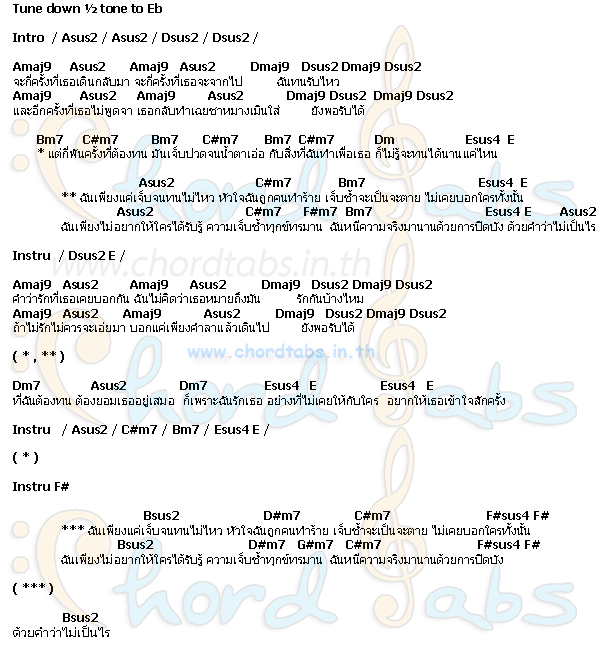 Tune down ½ tone to Eb
Intro / Asus2 / Asus2 / Dsus2 / Dsus2 /
Amaj9 Asus2 Amaj9 Asus2 Dmaj9 Dsus2 Dmaj9 Dsus2
จะกี่ครั้งที่เธอเดินกลับมา จะกี่ครั้งที่เธอจะจากไป ฉันทนรับไหว
Amaj9 Asus2 Amaj9 Asus2 Dmaj9 Dsus2 Dmaj9 Dsus2
และอีกครั้งที่เธอไม่พูดจา เธอกลับทำเฉยชาหมางเมินใส่ ยังพอรับได้
Bm7 C#m7 Bm7 C#m7 Bm7 C#m7 Dm Esus4 E
* แต่กี่พันครั้งที่ต้องทน มันเจ็บปวดจนน้ำตาเอ่อ กับสิ่งที่ฉันทำเพื่อเธอ ก็ไม่รู้จะทนได้นานแค่ไหน
Asus2 C#m7 Bm7 Esus4 E
** ฉันเพียงแค่เจ็บจนทนไม่ไหว หัวใจฉันถูกคนทำร้าย เจ็บช้ำจะเป็นจะตาย ไม่เคยบอกใครทั้งนั้น
Asus2 C#m7 F#m7 Bm7 Esus4 E Asus2
ฉันเพียงไม่อยากให้ใครได้รับรู้ ความเจ็บช้ำทุกข์ทรมาน ฉันหนีความจริงมานานด้วยการปิดบัง ด้วยคำว่าไม่เป็นไร
Instru / Dsus2 E /
www.chordtabs.in.th
Amaj9 Asus2 Amaj9 Asus2 Dmaj9 Dsus2 Dmaj9 Dsus2
คำว่ารักที่เธอเคยบอกกัน ฉันไม่คิดว่าเธอหมายถึงมัน รักกันบ้างไหม
Amaj9 Asus2 Amaj9 Asus2 Dmaj9 Dsus2 Dmaj9 Dsus2
ถ้าไม่รักไม่ควรจะเอ่ยมา บอกแค่เพียงคำลาแล้วเดินไป ยังพอรับได้
( * , ** )
www.chordtabs.in.th
Dm7 Asus2 Dm7 Esus4 E Esus4 E
ที่ฉันต้องทน ต้องยอมเธออยู่เสมอ ก็เพราะฉันรักเธอ อย่างที่ไม่เคยให้กับใคร อยากให้เธอเข้าใจสักครั้ง
Instru / Asus2 / C#m7 / Bm7 / Esus4 E /
( * )
Instru F#
Bsus2 D#m7 C#m7 F#sus4 F#
*** ฉันเพียงแค่เจ็บจนทนไม่ไหว หัวใจฉันถูกคนทำร้าย เจ็บช้ำจะเป็นจะตาย ไม่เคยบอกใครทั้งนั้น
Bsus2 D#m7 G#m7 C#m7 F#sus4 F#
ฉันเพียงไม่อยากให้ใครได้รับรู้ ความเจ็บช้ำทุกข์ทรมาน ฉันหนีความจริงมานานด้วยการปิดบัง
( *** )
Bsus2
ด้วยคำว่าไม่เป็นไร
Chord Tabs
Chord Tabs